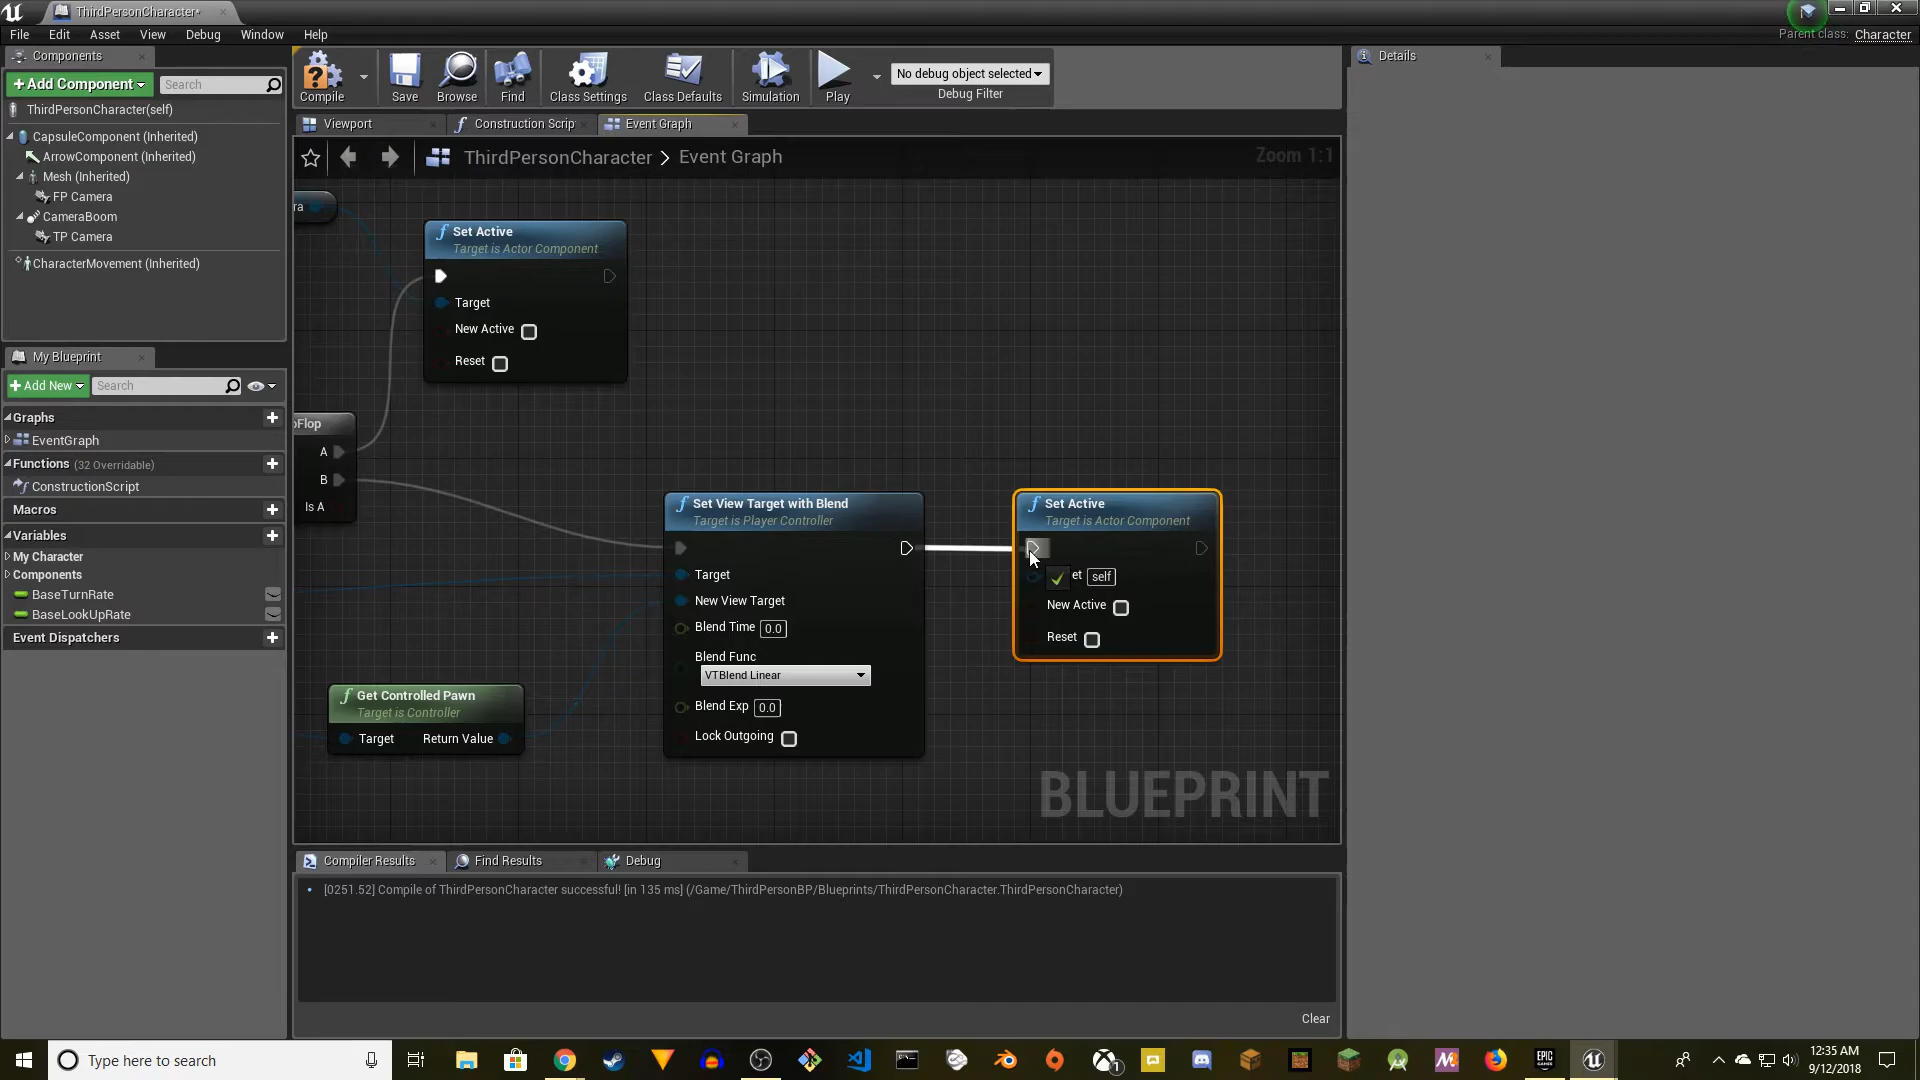 ThirdPersonCharacter*
File Edit Asset View Debug Window Help
Parent class: Character
Components
+ Add Component
Search
ThirdPersonCharacter(self)
CapsuleComponent (Inherited)
ArrowComponent (Inherited)
Mesh (Inherited)
FP Camera
CameraBoom
TP Camera
CharacterMovement (Inherited)
My Blueprint
+ Add New
Search
Graphs
EventGraph
Functions (32 Overridable)
ConstructionScript
Macros
Variables
My Character
Components
BaseTurnRate
BaseLookUpRate
Event Dispatchers
Compile
Save
Browse
Find
Class Settings
Class Defaults
Simulation
Play
No debug object selected
Debug Filter
Viewport
Construction Scrip
Event Graph
ThirdPersonCharacter > Event Graph
Zoom 1:1
ra
Set Active
Target is Actor Component
Target
New Active
Reset
pFlop
A
B
Is A
Get Controlled Pawn
Target is Controller
Target
Return Value
Set View Target with Blend
Target is Player Controller
Target
New View Target
Blend Time 0.0
Blend Func
VTBlend Linear
Blend Exp 0.0
Lock Outgoing
Set Active
Target is Actor Component
et self
New Active
Reset
BLUEPRINT
Compiler Results
Find Results
Debug
[0251.52] Compile of ThirdPersonCharacter successful! [in 135 ms] (/Game/ThirdPersonBP/Blueprints/ThirdPersonCharacter.ThirdPersonCharacter)
Clear
Details
Type here to search
12:35 AM
9/12/2018